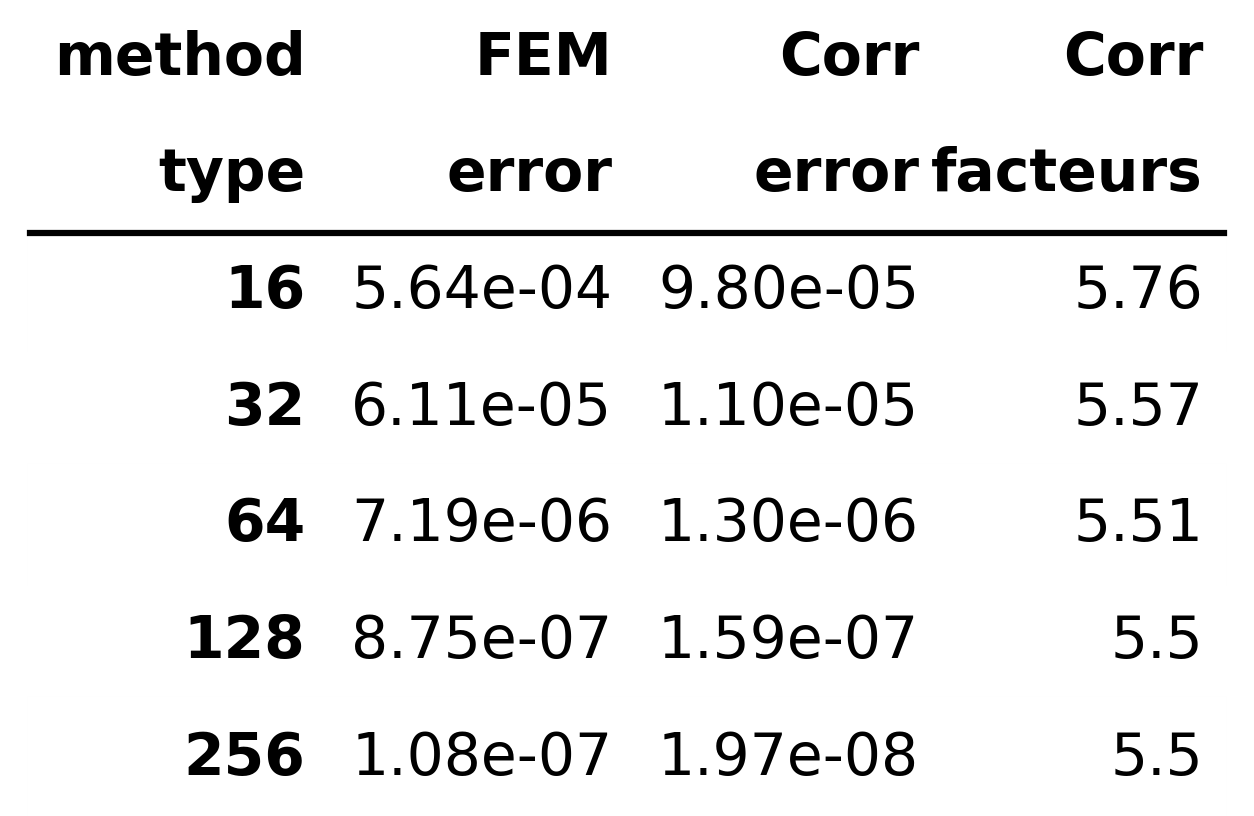 method FEM Corr Corr
type error error facteurs
16 5.64e-04 9.80e-05 5.76
32 6.11e-05 1.10e-05 5.57
64 7.19e-06 1.30e-06 5.51
128 8.75e-07 1.59e-07 5.5
256 1.08e-07 1.97e-08 5.5